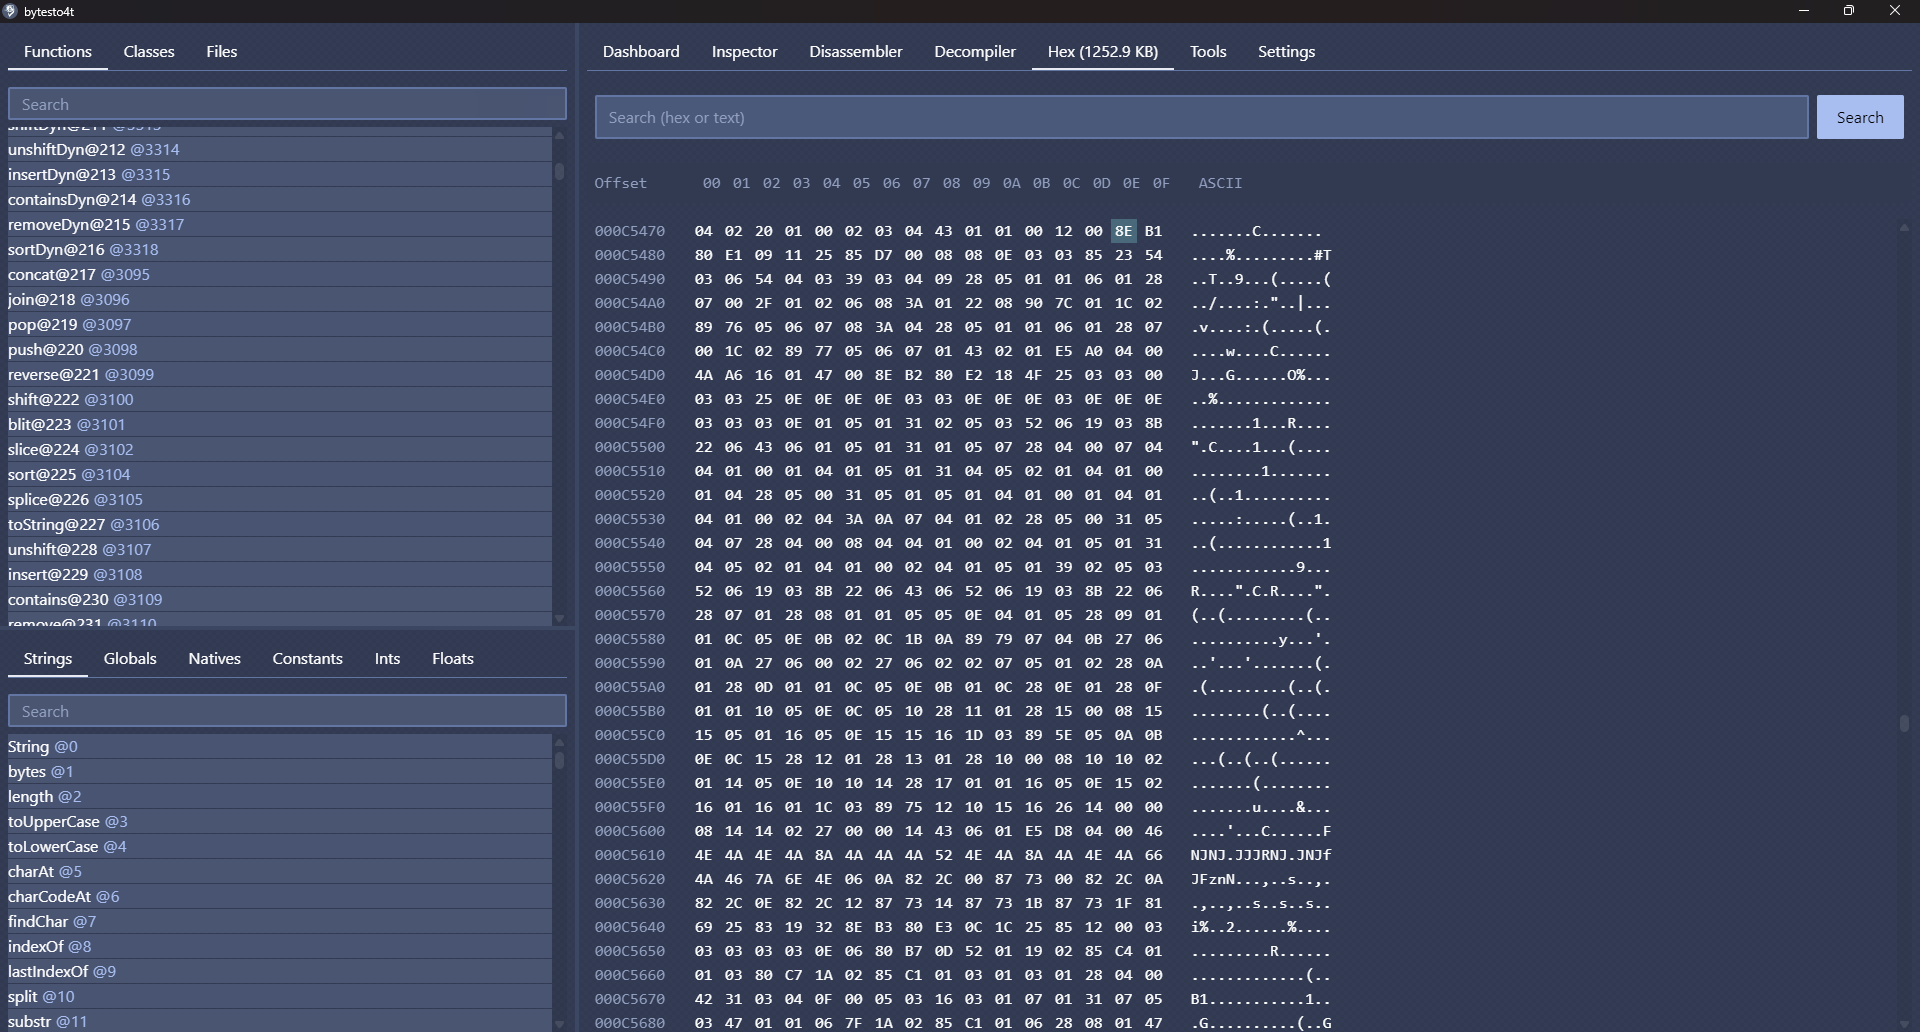 bytesto4t
Functions Classes Files
Search
unshiftDyn@212 @3314
insertDyn@213 @3315
containsDyn@214 @3316
removeDyn@215 @3317
sortDyn@216 @3318
concat@217 @3095
join@218 @3096
pop@219 @3097
push@220 @3098
reverse@221 @3099
shift@222 @3100
blit@223 @3101
slice@224 @3102
sort@225 @3104
splice@226 @3105
toString@227 @3106
unshift@228 @3107
insert@229 @3108
contains@230 @3109
remove@231 @3110
Strings Globals Natives Constants Ints Floats
Search
String @0
bytes @1
length @2
toUpperCase @3
toLowerCase @4
charAt @5
charCodeAt @6
findChar @7
indexOf @8
lastIndexOf @9
split @10
substr @11
Dashboard Inspector Disassembler Decompiler Hex (1252.9 KB) Tools Settings
Search (hex or text) Search
Offset 00 01 02 03 04 05 06 07 08 09 0A 0B 0C 0D 0E 0F ASCII
000C5470 04 02 20 01 00 02 03 04 43 01 01 00 12 00 8E B1 .. .....C.......
000C5480 80 E1 09 11 25 85 D7 00 08 08 0E 03 03 85 23 54 ....%.........#T
000C5490 03 06 54 04 03 39 03 04 09 28 05 01 01 06 01 28 ..T..9...(.....(
000C54A0 07 00 2F 01 02 06 08 3A 01 22 08 90 7C 01 1C 02 ../....:."..|...
000C54B0 89 76 05 06 07 08 3A 04 28 05 01 01 06 01 28 07 .v....:.(.....(.
000C54C0 00 1C 02 89 77 05 06 07 01 43 02 01 E5 A0 04 00 ....w....C......
000C54D0 4A A6 16 01 47 00 8E B2 80 E2 18 4F 25 03 03 00 J...G......O%...
000C54E0 03 03 25 0E 0E 0E 0E 03 03 0E 0E 0E 03 0E 0E 0E ..%.............
000C54F0 03 03 03 0E 01 05 01 31 02 05 03 52 06 19 03 8B .......1...R....
000C5500 22 06 43 06 01 05 01 31 01 05 07 28 04 00 07 04 ".C....1...(....
000C5510 04 01 00 01 04 01 05 01 31 04 05 02 01 04 01 00 ........1.......
000C5520 01 04 28 05 00 31 05 01 05 01 04 01 00 01 04 01 ..(..1..........
000C5530 04 01 00 02 04 3A 0A 07 04 01 02 28 05 00 31 05 .....:.....(..1.
000C5540 04 07 28 04 00 08 04 04 01 00 02 04 01 05 01 31 ..(............1
000C5550 04 05 02 01 04 01 00 02 04 01 05 01 39 02 05 03 ............9...
000C5560 52 06 19 03 8B 22 06 43 06 52 06 19 03 8B 22 06 R....".C.R....".
000C5570 28 07 01 28 08 01 01 05 05 0E 04 01 05 28 09 01 (..(.........(..
000C5580 01 0C 05 0E 0B 02 0C 1B 0A 89 79 07 04 0B 27 06 ..........y...'.
000C5590 01 0A 27 06 00 02 27 06 02 02 07 05 01 02 28 0A ..'...'.......(.
000C55A0 01 28 0D 01 01 0C 05 0E 0B 01 0C 28 0E 01 28 0F .(.........(..(.
000C55B0 01 01 10 05 0E 0C 05 10 28 11 01 28 15 00 08 15 ........(..(....
000C55C0 15 05 01 16 05 0E 15 15 16 1D 03 89 5E 05 0A 0B ............^...
000C55D0 0E 0C 15 28 12 01 28 13 01 28 10 00 08 10 10 02 ...(..(..(......
000C55E0 01 14 05 0E 10 10 14 28 17 01 01 16 05 0E 15 02 .......(........
000C55F0 16 01 16 01 1C 03 89 75 12 10 15 16 26 14 00 00 .......u....&...
000C5600 08 14 14 02 27 00 00 14 43 06 01 E5 D8 04 00 46 ....'...C......F
000C5610 4E 4A 4E 4A 8A 4A 4A 4A 52 4E 4A 8A 4A 4E 4A 66 NJNJ.JJJRNJ.JNJf
000C5620 4A 46 7A 6E 4E 06 0A 82 2C 00 87 73 00 82 2C 0A JFznN...,..s..,.
000C5630 82 2C 0E 82 2C 12 87 73 14 87 73 1B 87 73 1F 81 .,..,..s..s..s..
000C5640 69 25 83 19 32 8E B3 80 E3 0C 1C 25 85 12 00 03 i%..2......%....
000C5650 03 03 03 03 0E 06 80 B7 0D 52 01 19 02 85 C4 01 .........R......
000C5660 01 03 80 C7 1A 02 85 C1 01 03 01 03 01 28 04 00 .............(..
000C5670 42 31 03 04 0F 00 05 03 16 03 01 07 01 31 07 05 B1...........1..
000C5680 03 47 01 01 06 7F 1A 02 85 C1 01 06 28 08 01 47 .G..........(..G